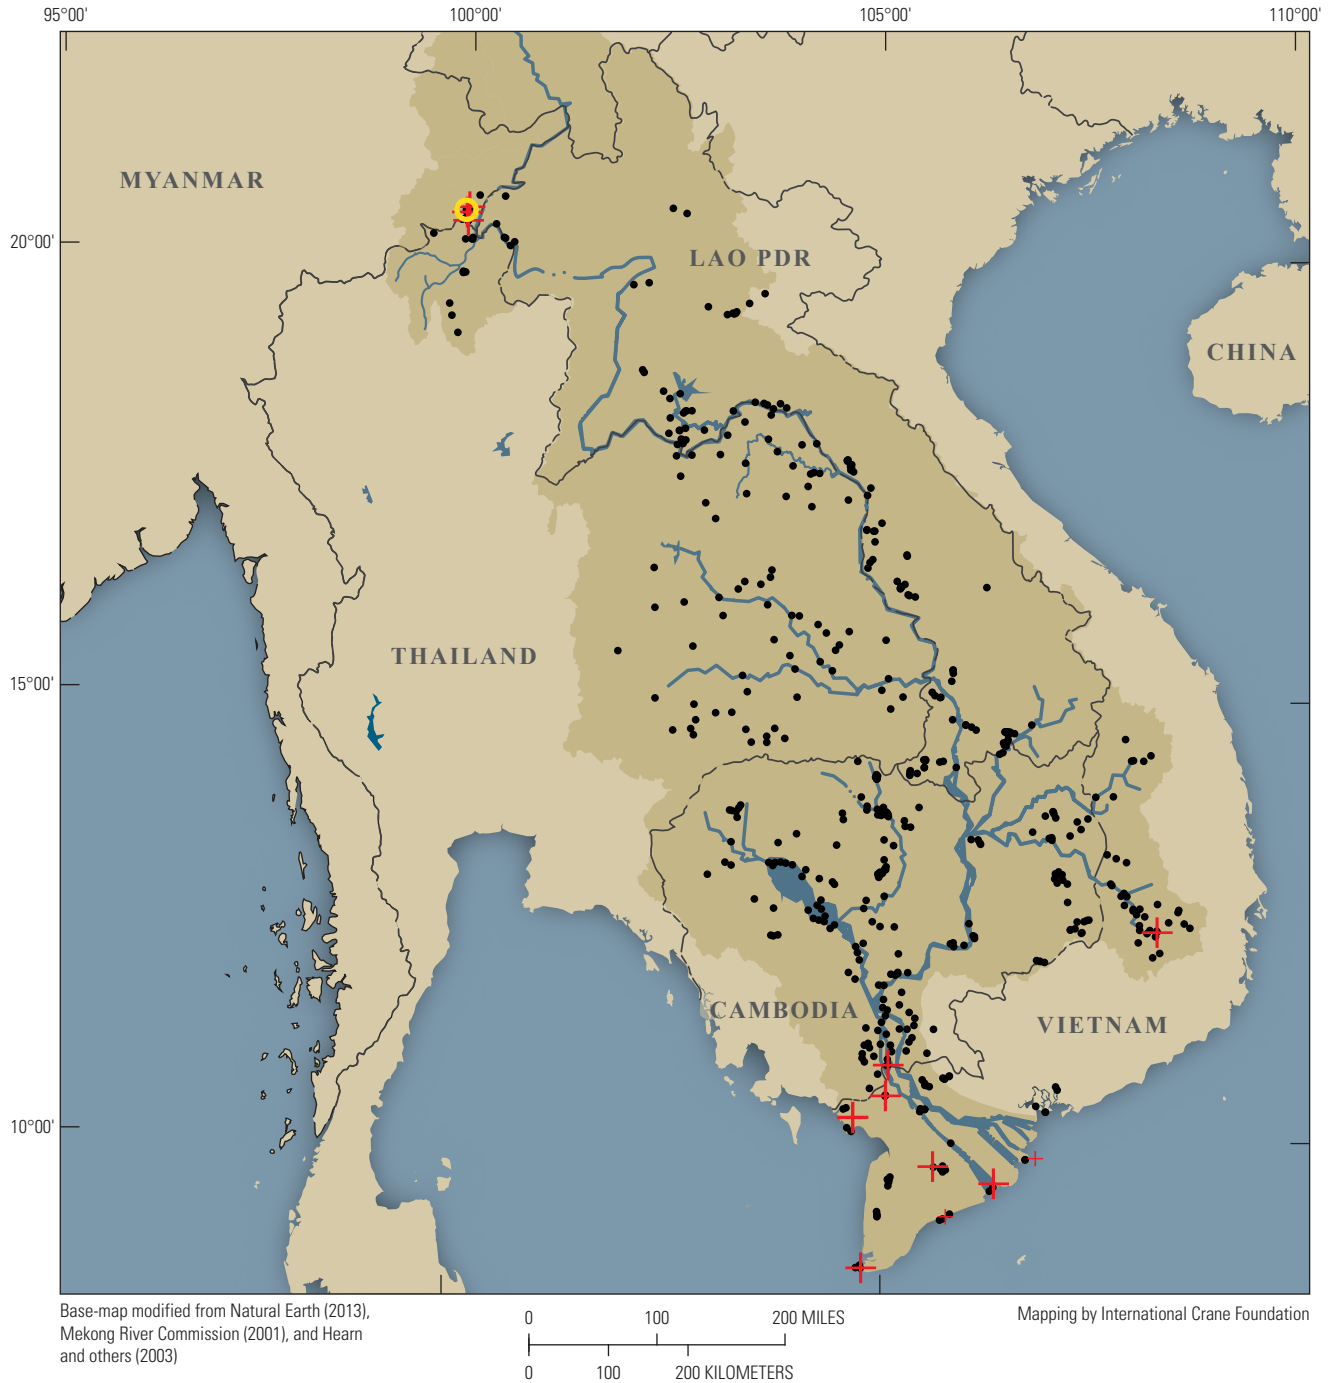 95°00'
100°00'
105°00'
110°00'
MYANMAR
20°00'
LAO PDR
CHINA
THAILAND
15°00'
CAMBODIA
VIETNAM
10°00'
Base-map modified from Natural Earth (2013),
Mekong River Commission (2001), and Hearn
and others (2003)
0 100 200 MILES
0 100 200 KILOMETERS
Mapping by International Crane Foundation